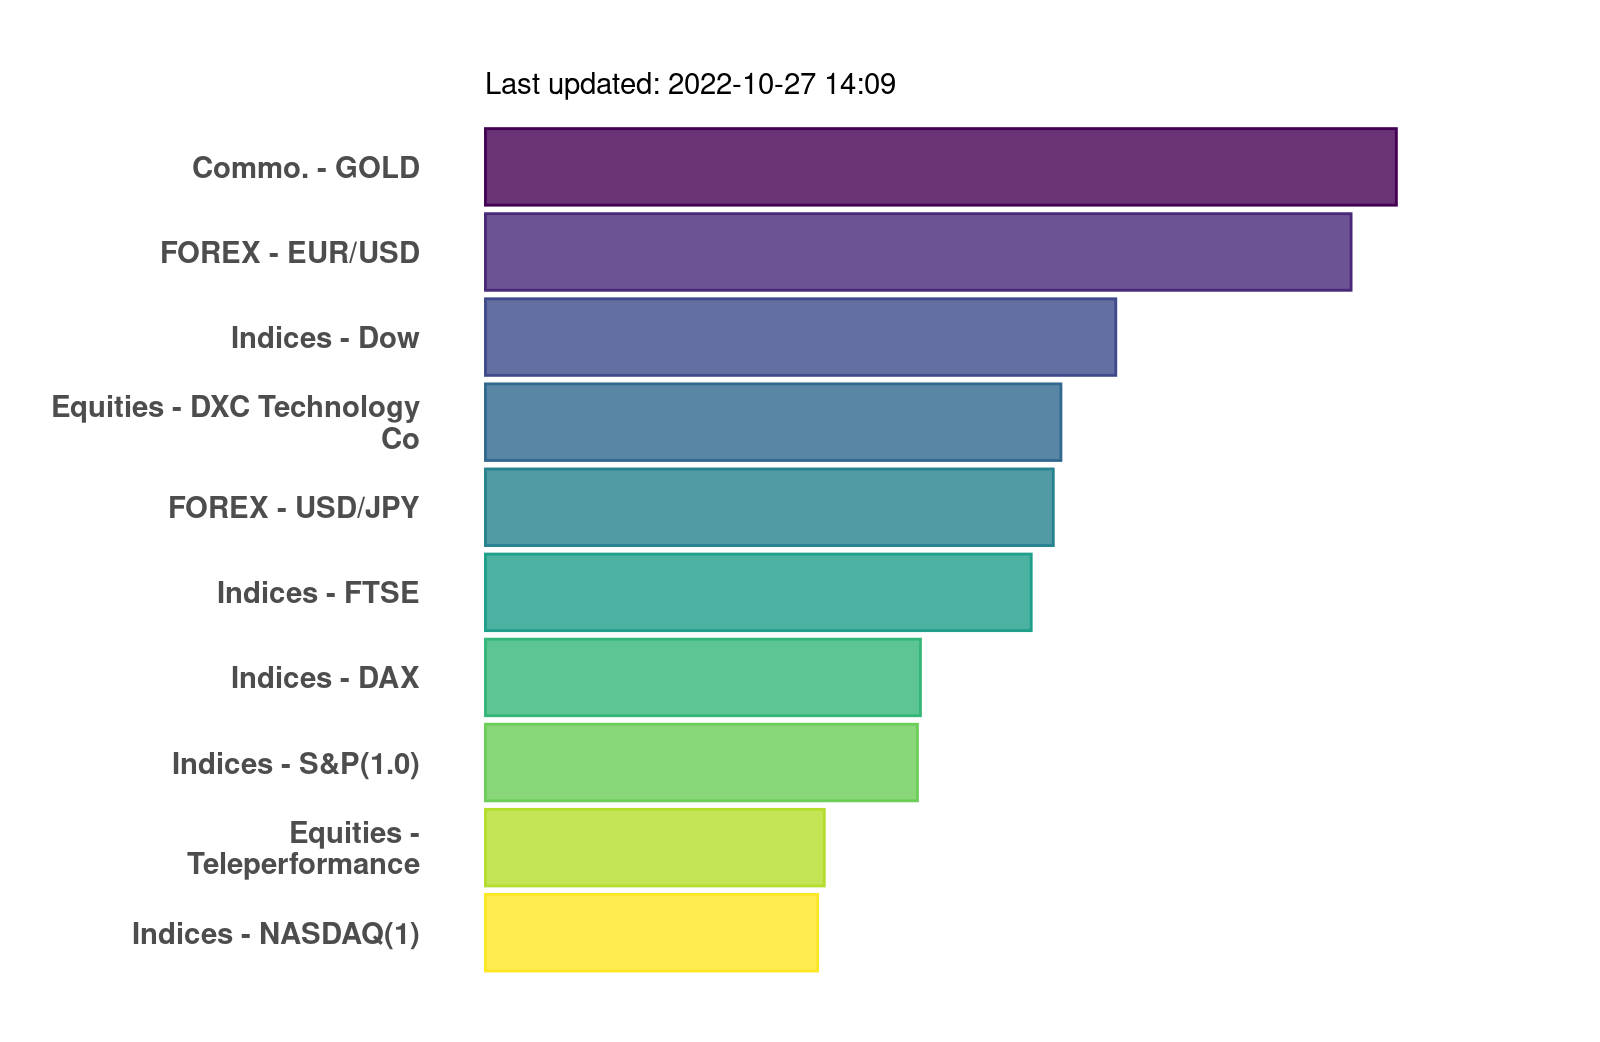 Last updated: 2022-10-27 14:09
Commo. - GOLD
FOREX - EUR/USD
Indices - Dow
Equities - DXC Technology
Co
FOREX - USD/JPY
Indices - FTSE
Indices - DAX
Indices - S&P(1.0)
Equities -
Teleperformance
Indices - NASDAQ(1)